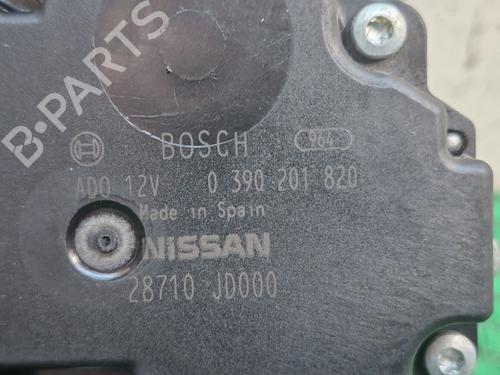 B-PARTS
BOSCH 964
ADO 12V 0 390 201 820
Made in Spain
NISSAN
28710 JD000